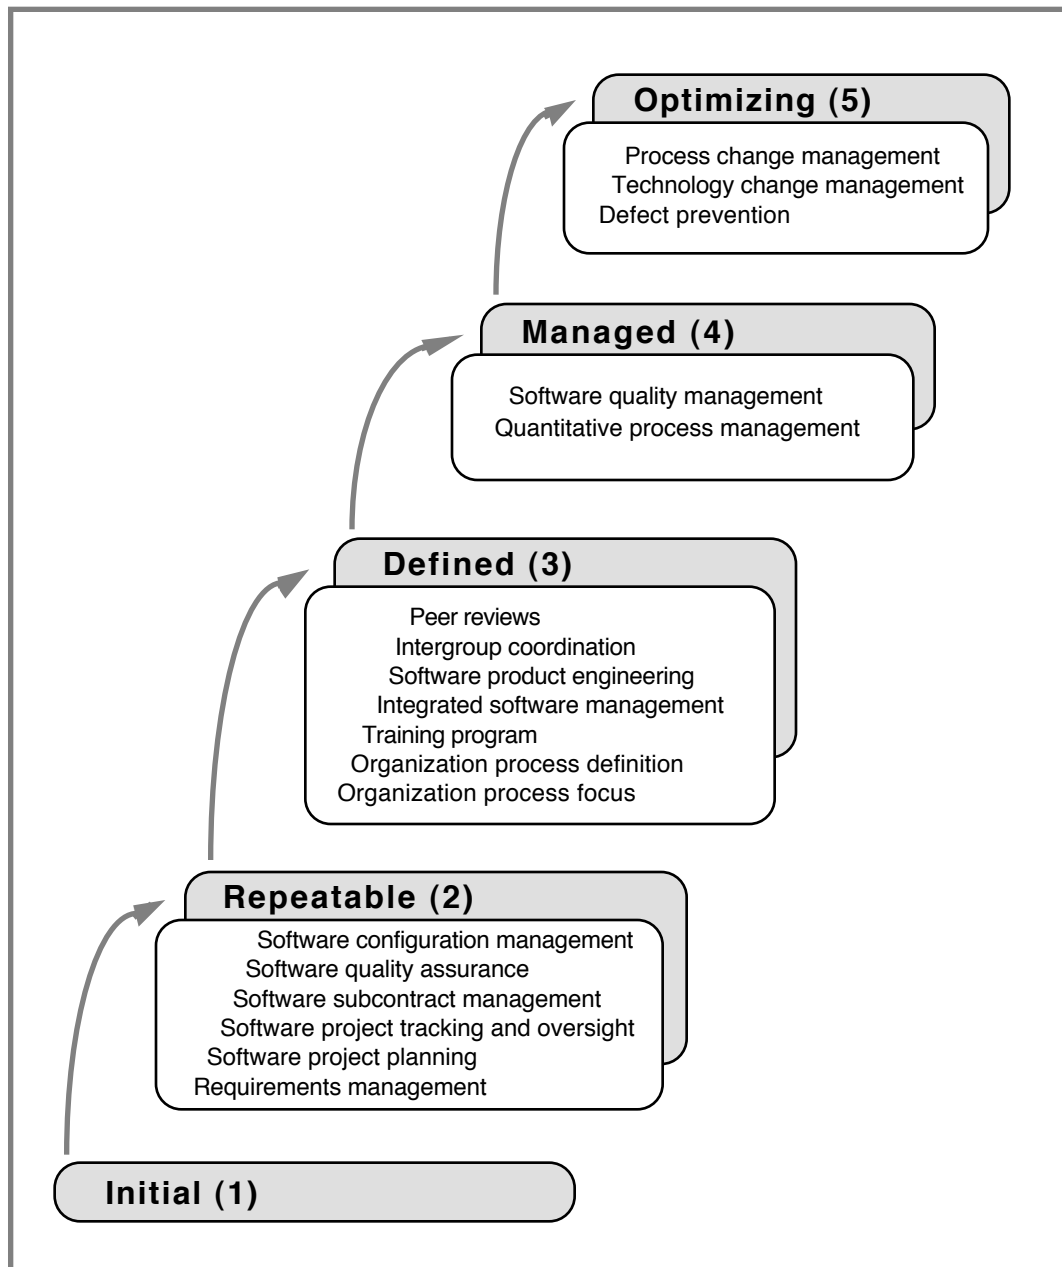 Optimizing (5)
Process change management
Technology change management
Defect prevention
Managed (4)
Software quality management
Quantitative process management
Defined (3)
Peer reviews
Intergroup coordination
Software product engineering
Integrated software management
Training program
Organization process definition
Organization process focus
Repeatable (2)
Software configuration management
Software quality assurance
Software subcontract management
Software project tracking and oversight
Software project planning
Requirements management
Initial (1)